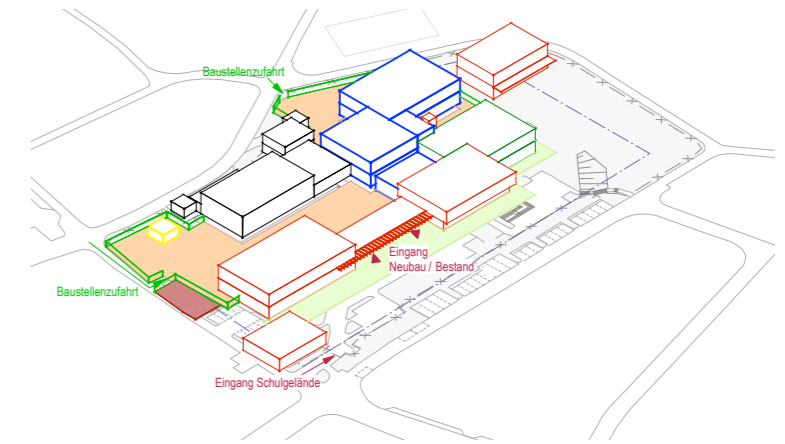 Baustellenzufahrt
Eingang
Neubau / Bestand
Baustellenzufahrt
Eingang Schulgelände